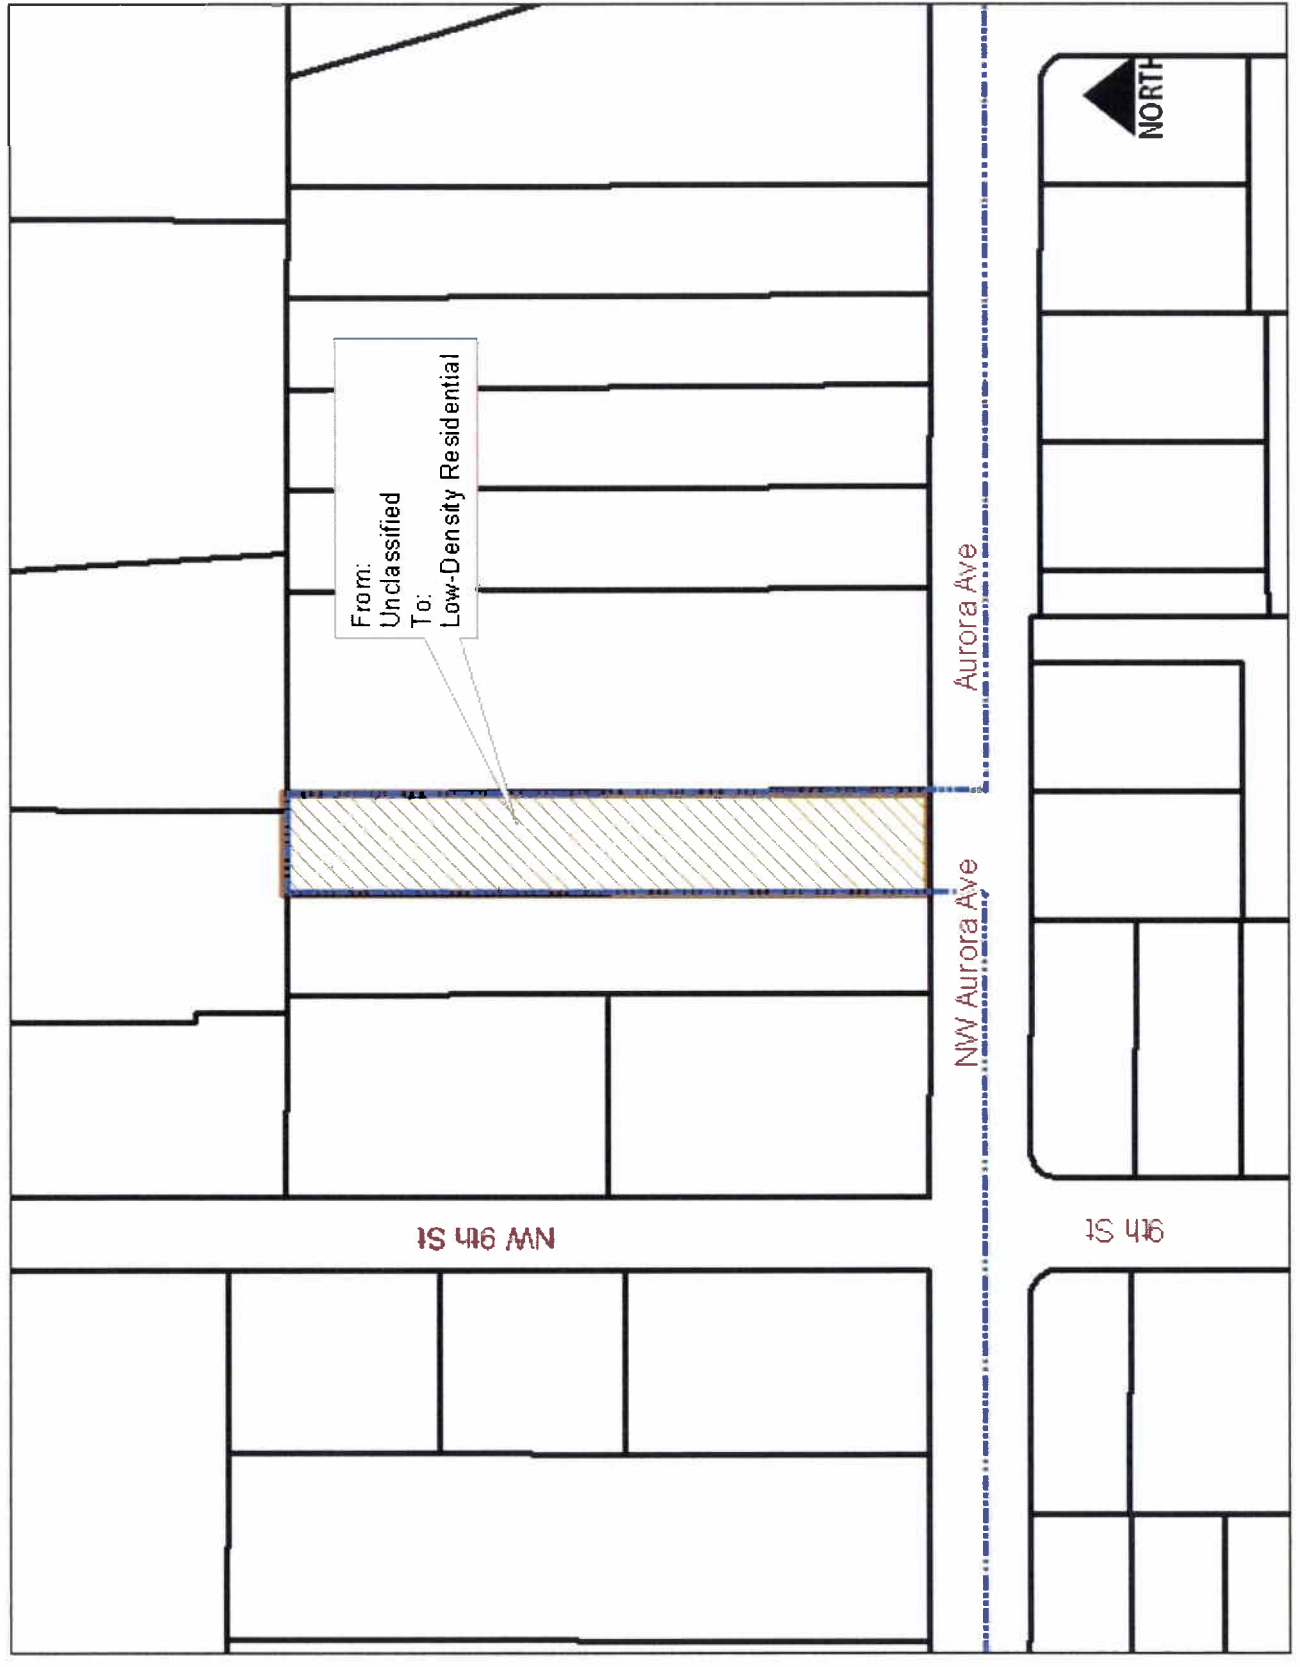 From:
Unclassified
To:
Low-Density Residential
NORTH
Aurora Ave
NW Aurora Ave
NW 9th St
9th St